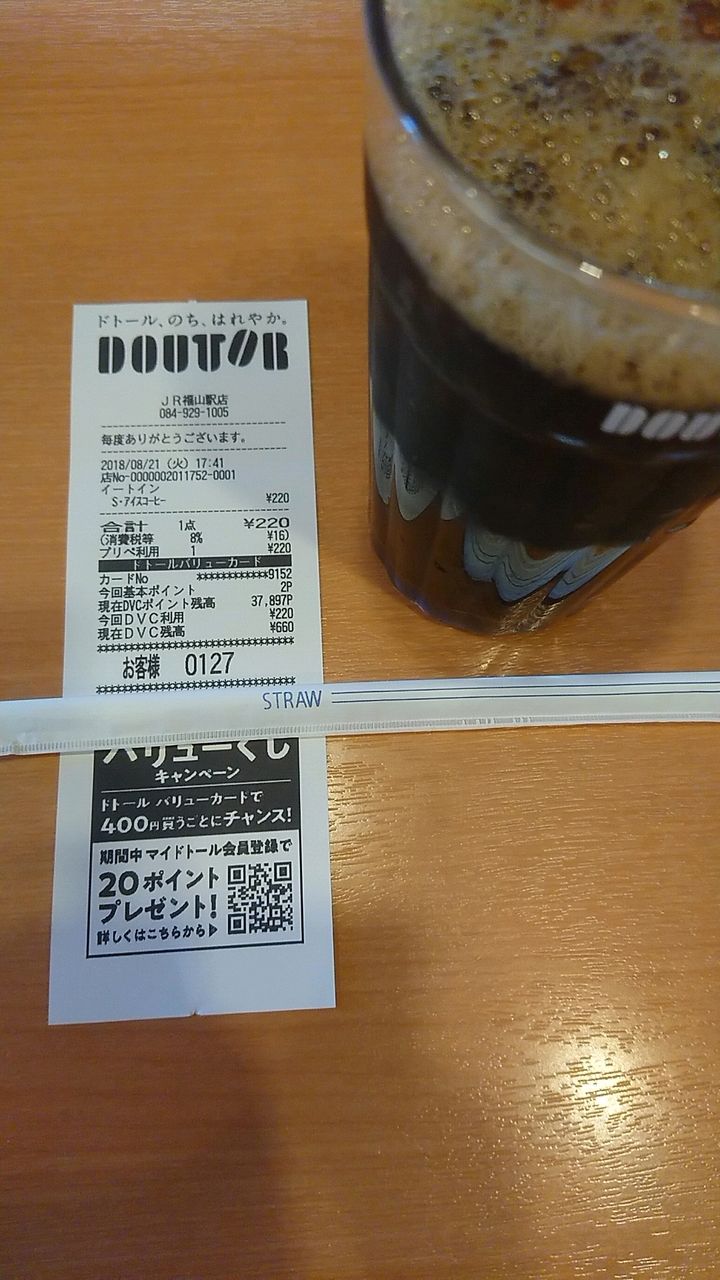 ドトール、のち、はれやか。
DOUTOR
JR福山駅店
084-929-1005
毎度ありがとうございます。
2018/08/21 (火) 17:41
店No-0000002011752-0001
イートイン
S・アイスコーヒー ¥220
合計 1点 ¥220
(消費税等 8% ¥16)
プリペ利用 1 ¥220
ドトールバリューカード
カードNo ************9152
今回基本ポイント 2P
現在DVCポイント残高 37,897P
今回DVC利用 ¥220
現在DVC残高 ¥660
お客様 0127
STRAW
バリューくじ
キャンペーン
ドトール バリューカードで
400円買うごとにチャンス!
期間中マイドトール会員登録で
20ポイント
プレゼント!
詳しくはこちらから▶
DOU